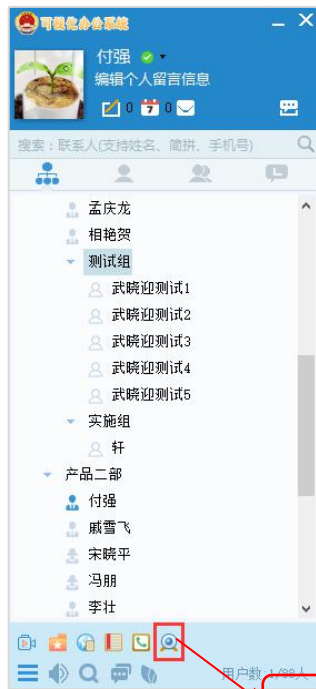 可视化办公系统
付强
编辑个人留言信息
0 7 0
搜索：联系人(支持姓名、简拼、手机号)
孟庆龙
相艳贺
测试组
武晓迎测试1
武晓迎测试2
武晓迎测试3
武晓迎测试4
武晓迎测试5
实施组
轩
产品二部
付强
戚雪飞
宋晓平
冯朋
李壮
用户数:1/88人